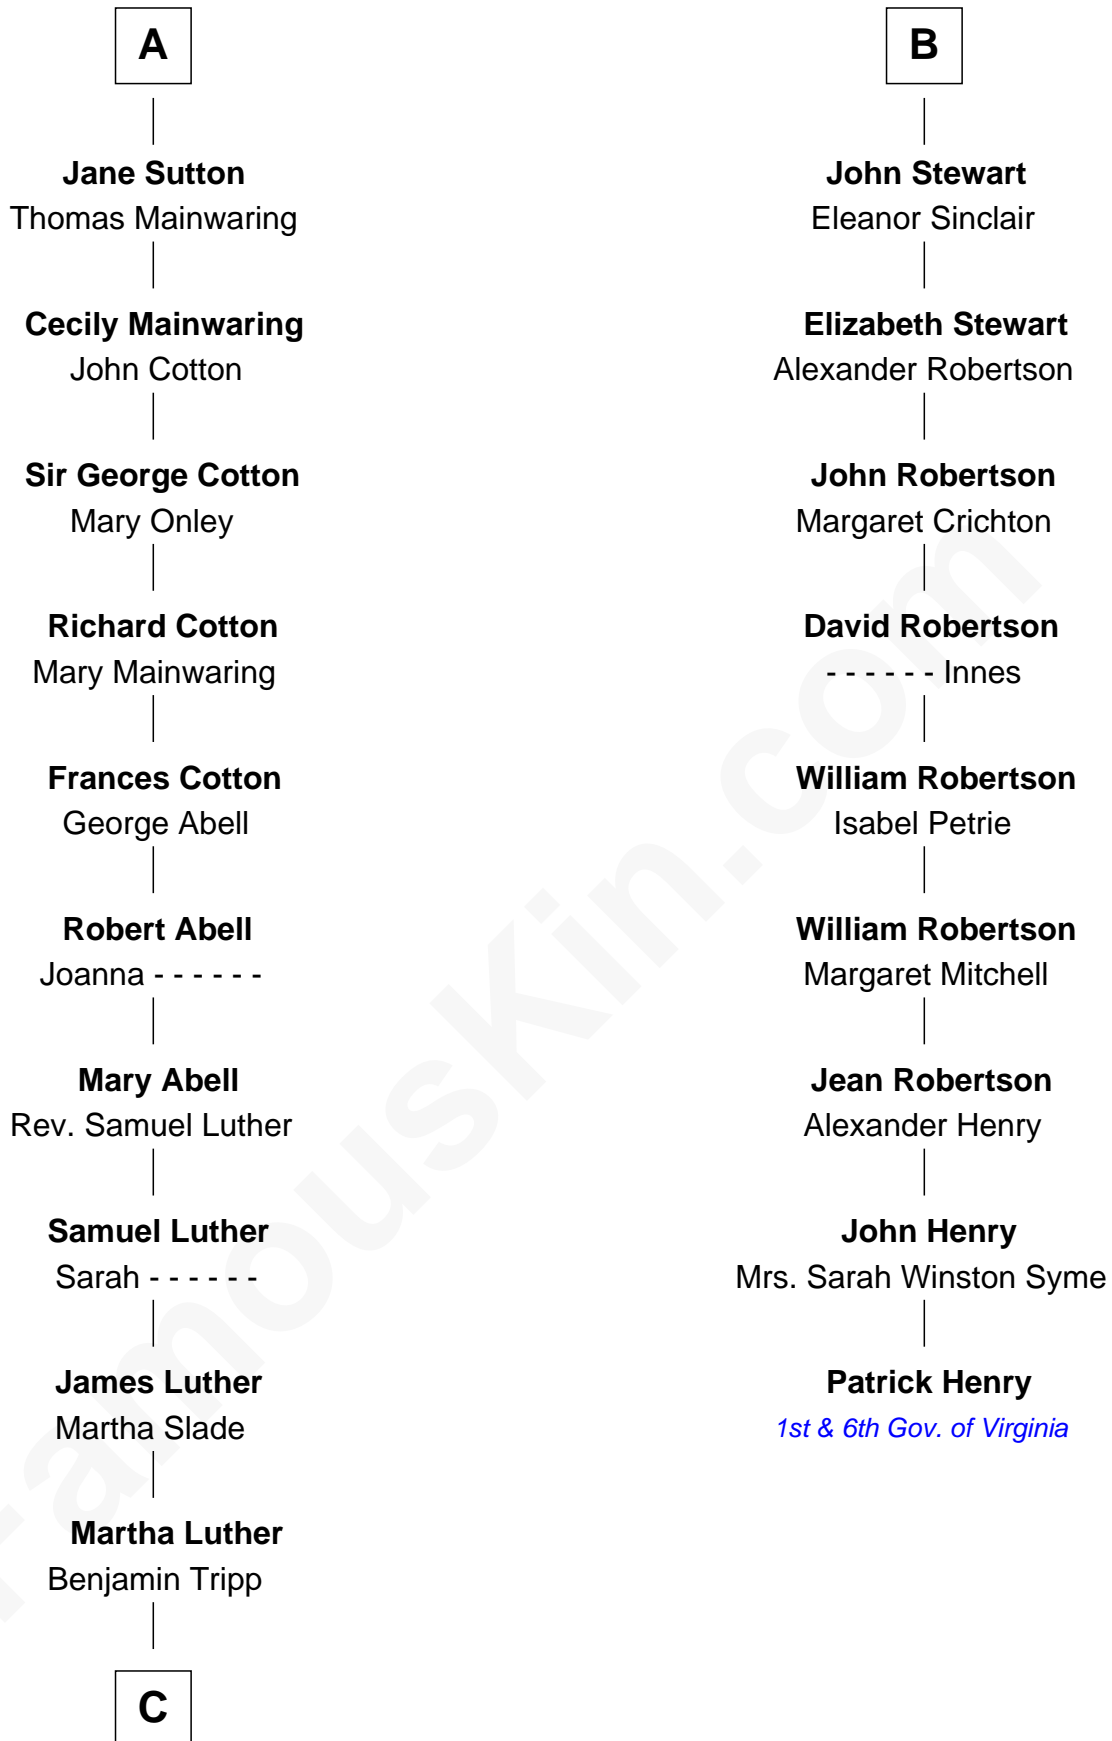 A
Jane Sutton
Thomas Mainwaring
Cecily Mainwaring
John Cotton
Sir George Cotton
Mary Onley
Richard Cotton
Mary Mainwaring
Frances Cotton
George Abell
Robert Abell
Joanna - - - - - -
Mary Abell
Rev. Samuel Luther
Samuel Luther
Sarah - - - - - -
James Luther
Martha Slade
Martha Luther
Benjamin Tripp
C
B
John Stewart
Eleanor Sinclair
Elizabeth Stewart
Alexander Robertson
John Robertson
Margaret Crichton
David Robertson
- - - - - - Innes
William Robertson
Isabel Petrie
William Robertson
Margaret Mitchell
Jean Robertson
Alexander Henry
John Henry
Mrs. Sarah Winston Syme
Patrick Henry
1st & 6th Gov. of Virginia
FamousKin.com